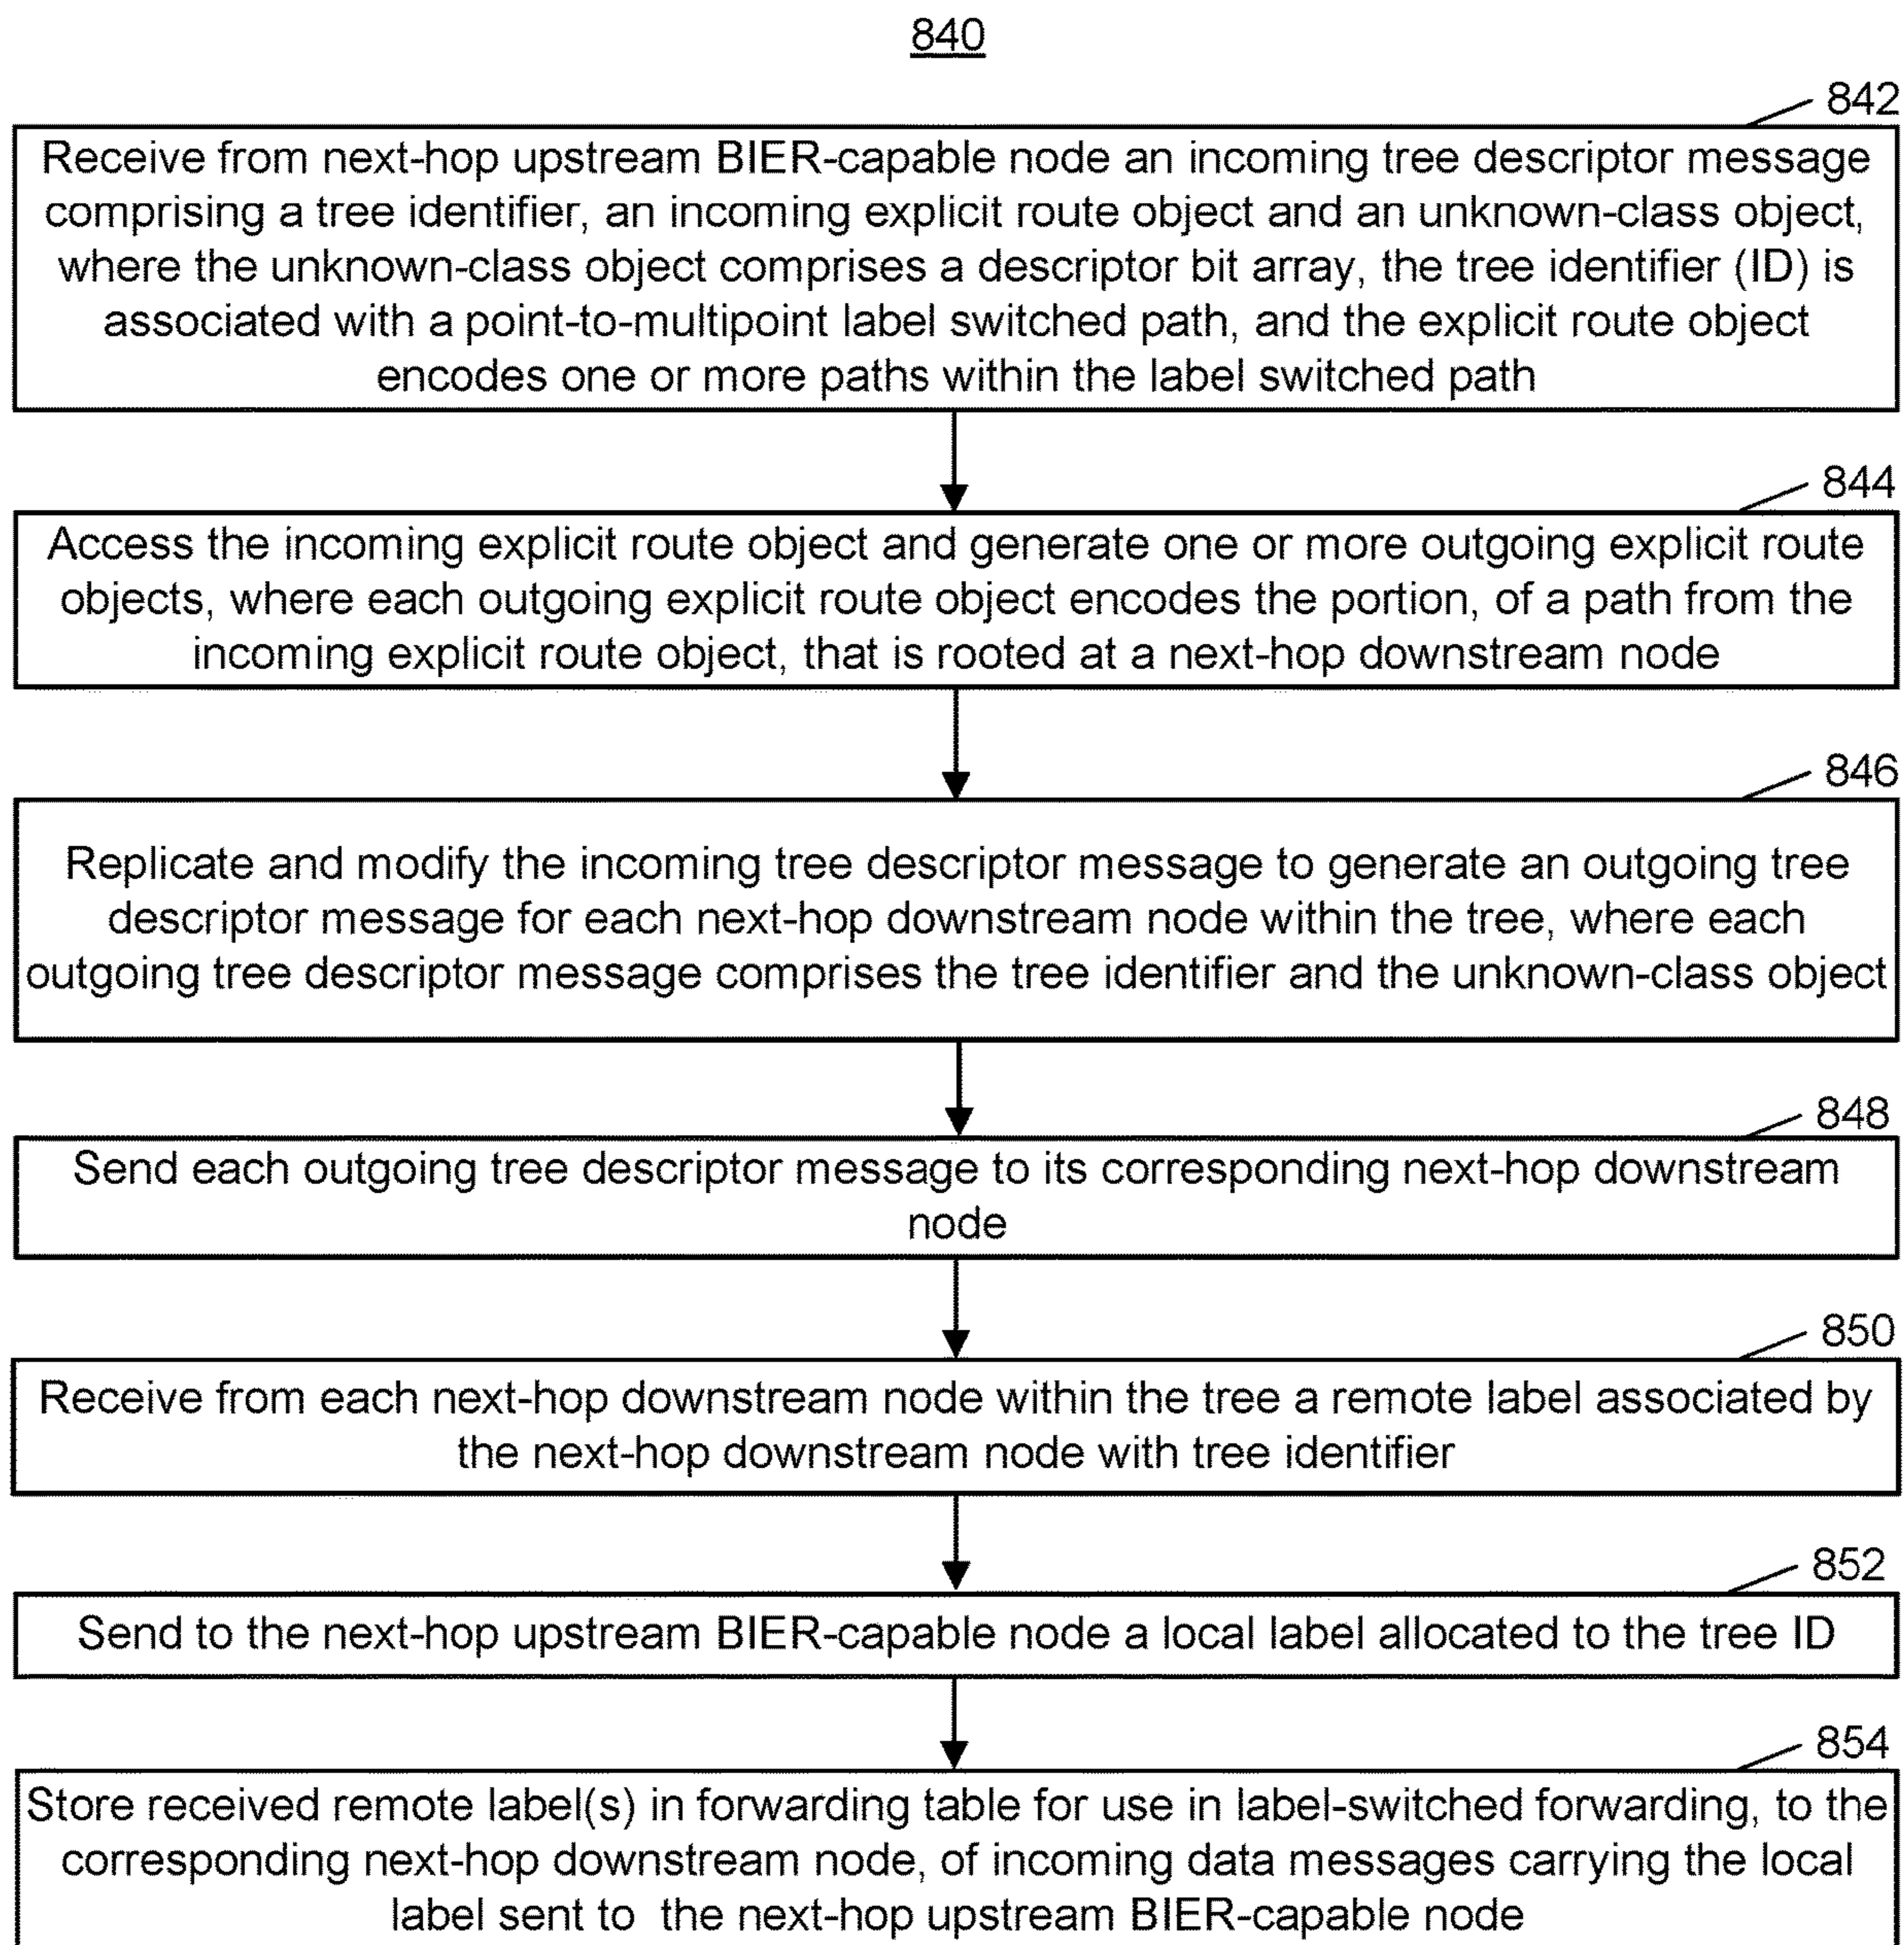 840
842
Receive from next-hop upstream BIER-capable node an incoming tree descriptor message
comprising a tree identifier, an incoming explicit route object and an unknown-class object,
where the unknown-class object comprises a descriptor bit array, the tree identifier (ID) is
associated with a point-to-multipoint label switched path, and the explicit route object
encodes one or more paths within the label switched path
844
Access the incoming explicit route object and generate one or more outgoing explicit route
objects, where each outgoing explicit route object encodes the portion, of a path from the
incoming explicit route object, that is rooted at a next-hop downstream node
846
Replicate and modify the incoming tree descriptor message to generate an outgoing tree
descriptor message for each next-hop downstream node within the tree, where each
outgoing tree descriptor message comprises the tree identifier and the unknown-class object
848
Send each outgoing tree descriptor message to its corresponding next-hop downstream
node
850
Receive from each next-hop downstream node within the tree a remote label associated by
the next-hop downstream node with tree identifier
852
Send to the next-hop upstream BIER-capable node a local label allocated to the tree ID
854
Store received remote label(s) in forwarding table for use in label-switched forwarding, to the
corresponding next-hop downstream node, of incoming data messages carrying the local
label sent to the next-hop upstream BIER-capable node